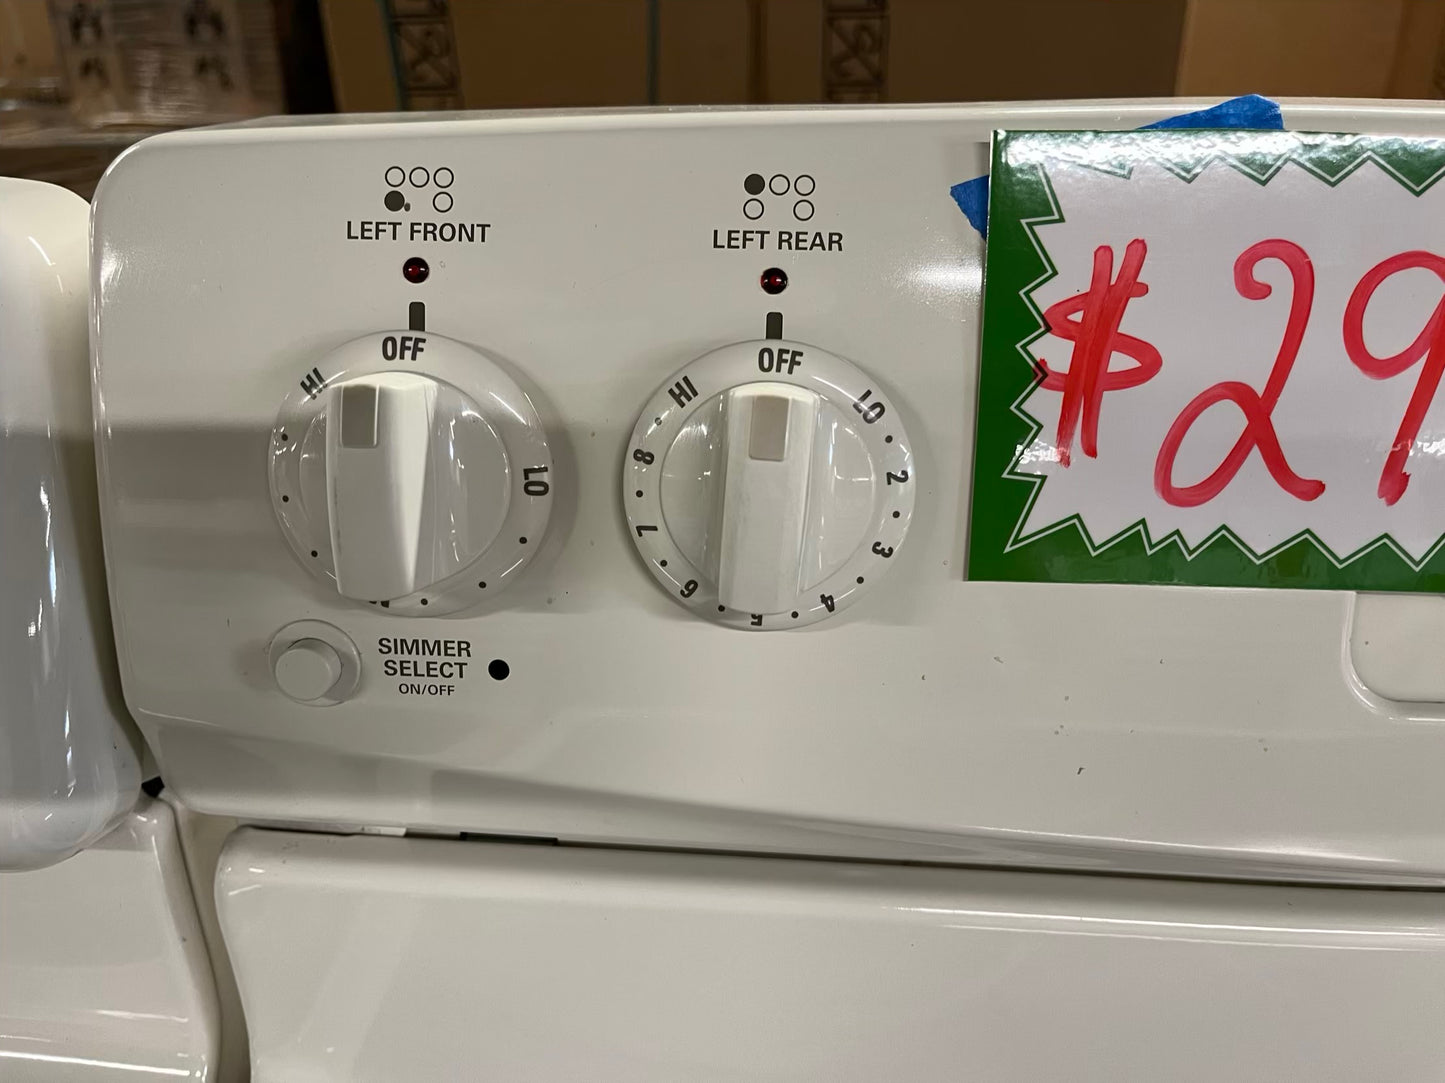 LEFT FRONT
OFF
HI
LO
SIMMER
SELECT
ON/OFF
LEFT REAR
OFF
HI
LO
2
3
4
5
6
7
8
$29